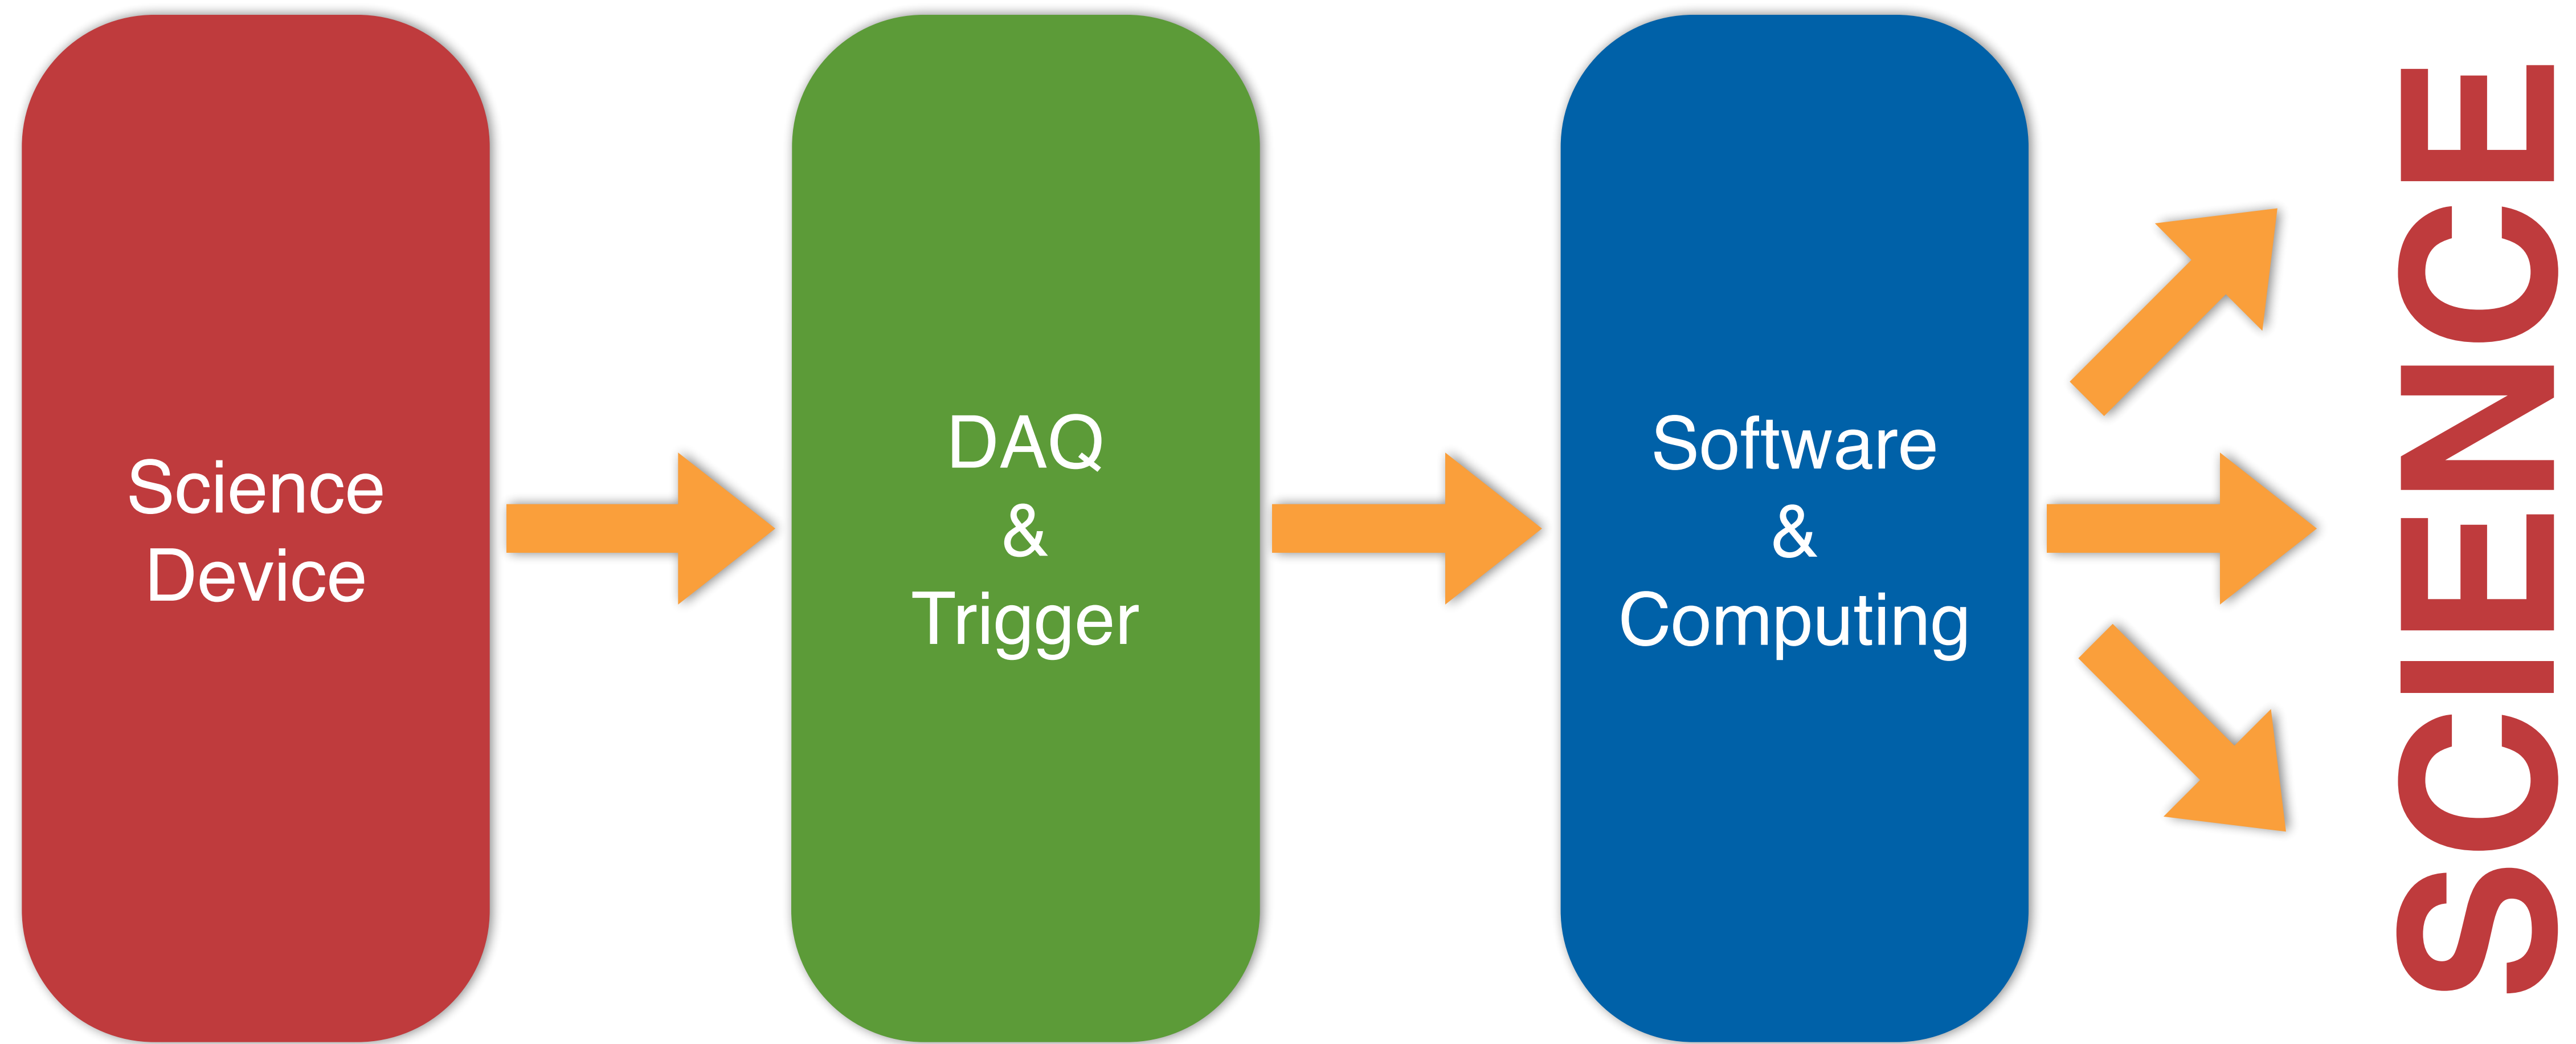 Science
Device
DAQ
&
Trigger
Software
&
Computing
SCIENCE